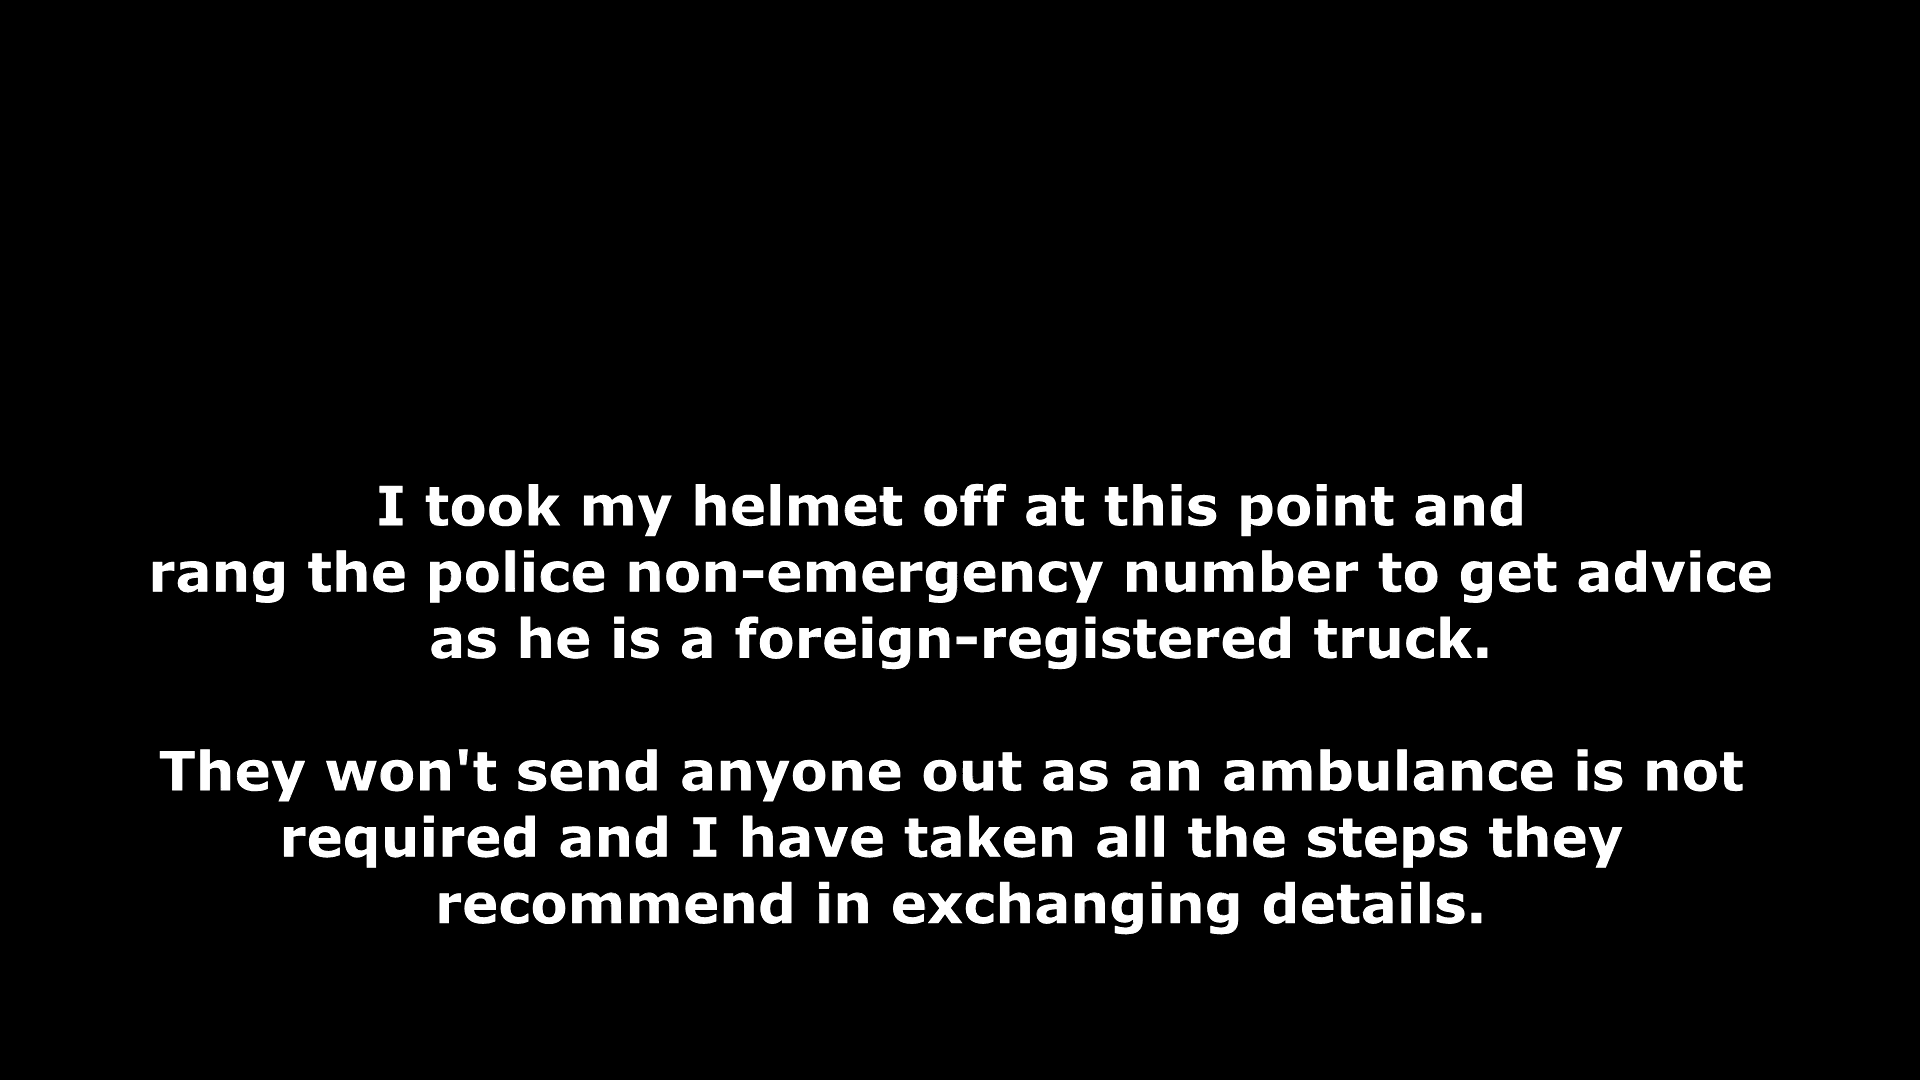 I took my helmet off at this point and
rang the police non-emergency number to get advice
as he is a foreign-registered truck.
They won't send anyone out as an ambulance is not
required and I have taken all the steps they
recommend in exchanging details.